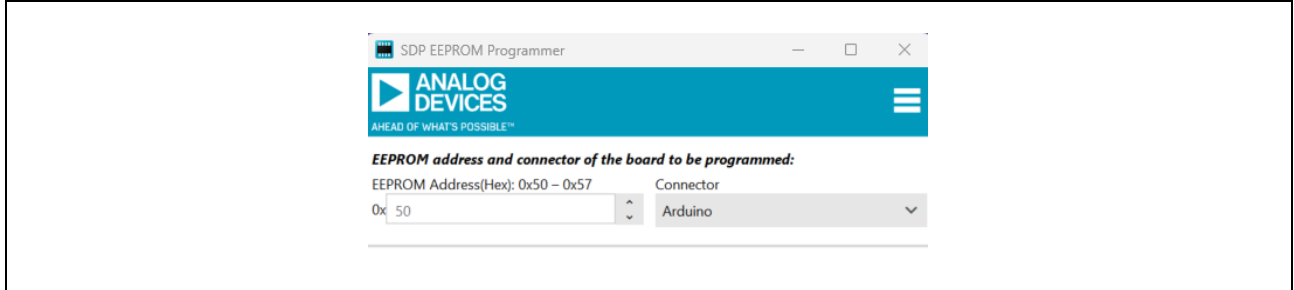 SDP EEPROM Programmer
ANALOG
DEVICES
AHEAD OF WHAT'S POSSIBLE™
EEPROM address and connector of the board to be programmed:
EEPROM Address(Hex): 0x50 – 0x57 Connector
0x 50 Arduino